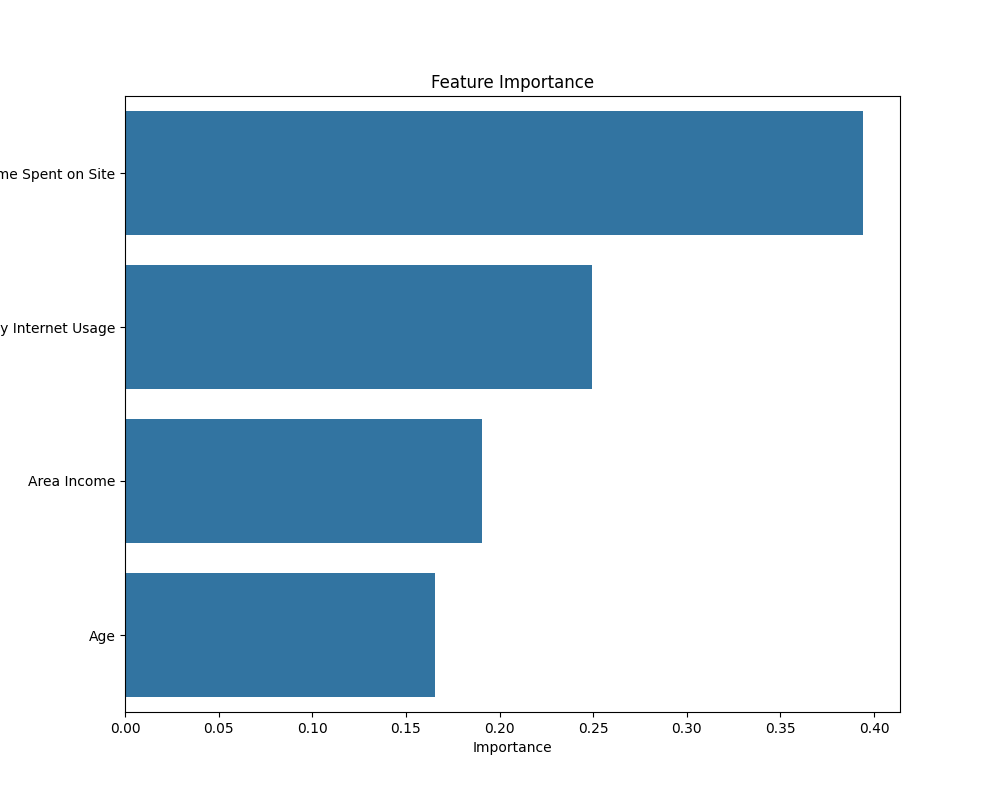 Feature Importance
me Spent on Site
y Internet Usage
Area Income
Age
0.00 0.05 0.10 0.15 0.20 0.25 0.30 0.35 0.40
Importance